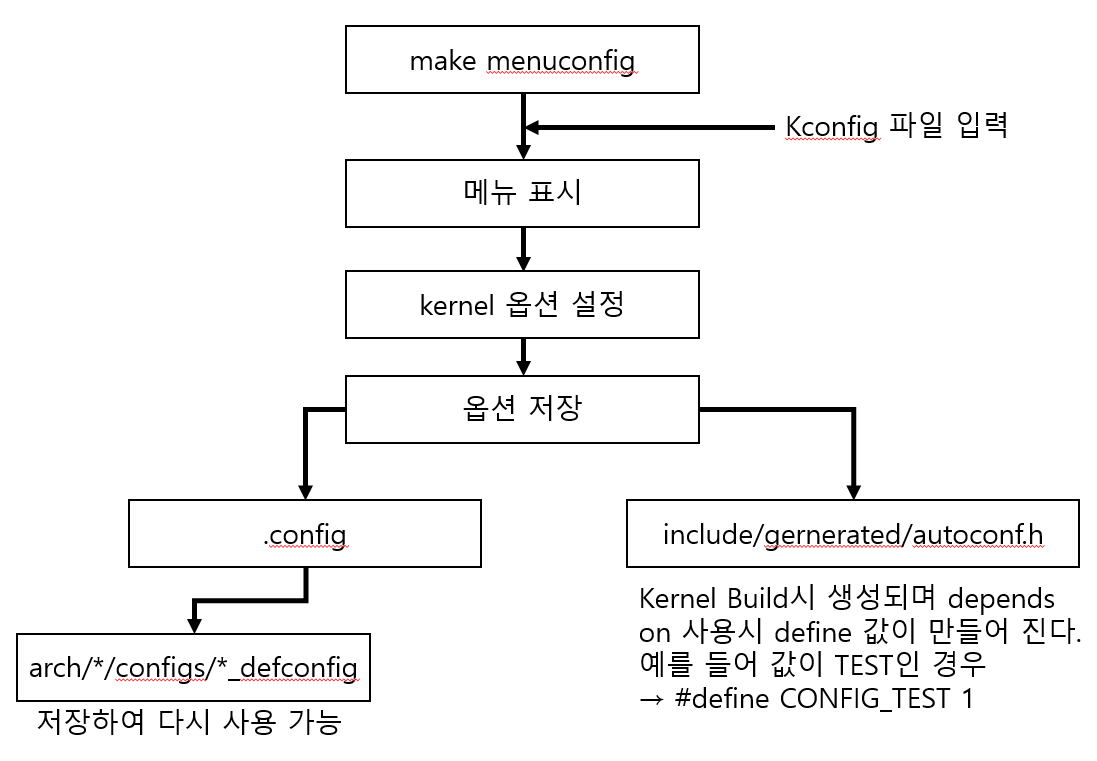 make menuconfig
Kconfig 파일 입력
메뉴 표시
kernel 옵션 설정
옵션 저장
.config
include/gernerated/autoconf.h
arch/*/configs/*_defconfig
저장하여 다시 사용 가능
Kernel Build시 생성되며 depends
on 사용시 define 값이 만들어 진다.
예를 들어 값이 TEST인 경우
→ #define CONFIG_TEST 1